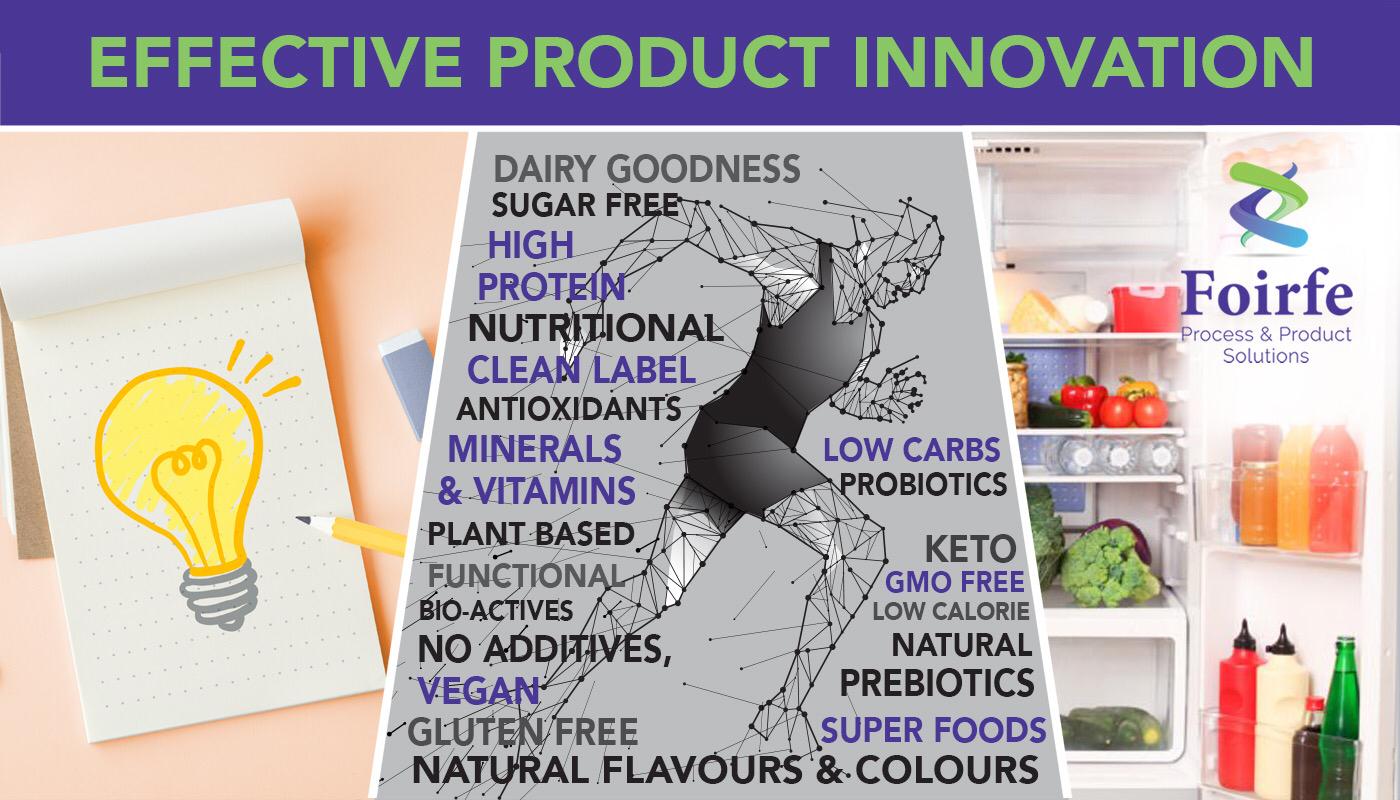 EFFECTIVE PRODUCT INNOVATION
DAIRY GOODNESS
SUGAR FREE
HIGH
PROTEIN
NUTRITIONAL
CLEAN LABEL
ANTIOXIDANTS
MINERALS
& VITAMINS
PLANT BASED
FUNCTIONAL
BIO-ACTIVES
NO ADDITIVES,
VEGAN
GLUTEN FREE
NATURAL FLAVOURS & COLOURS
LOW CARBS
PROBIOTICS
KETO
GMO FREE
LOW CALORIE
NATURAL
PREBIOTICS
SUPER FOODS
Foirfe
Process & Product
Solutions